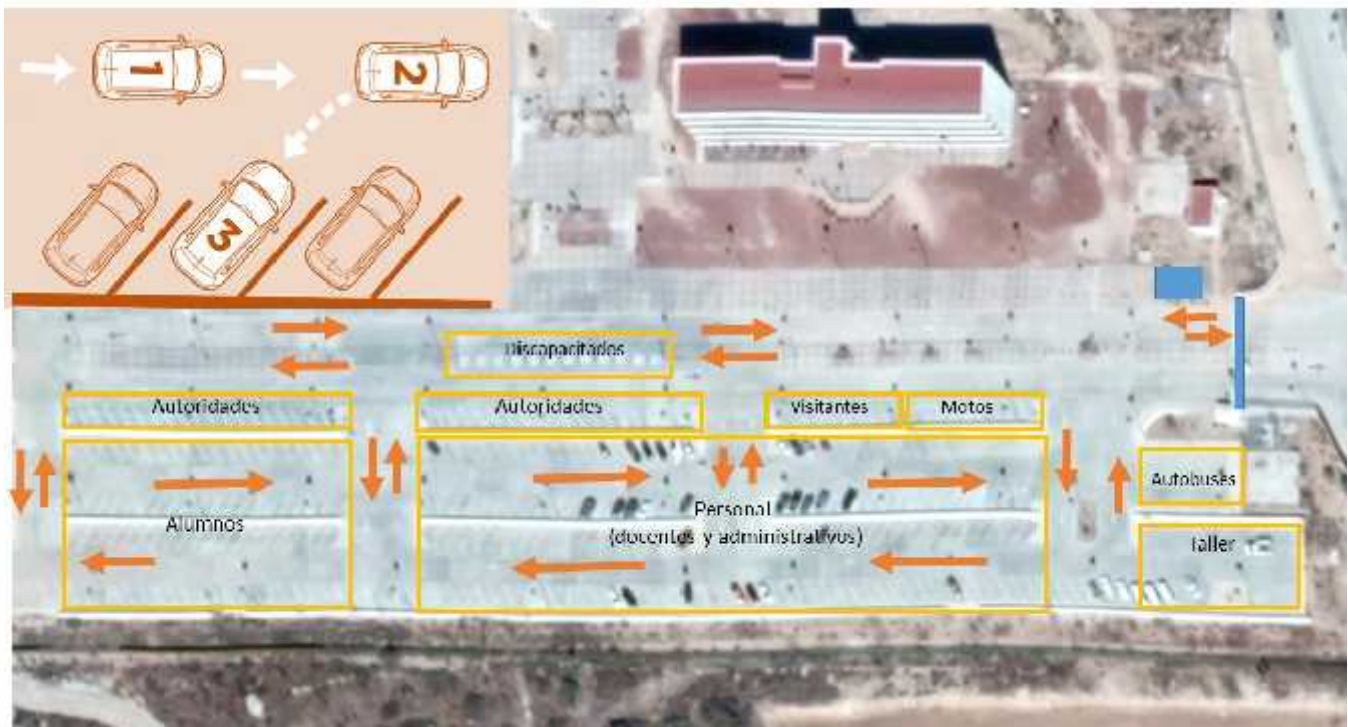 1
2
3
Discapacitados
Autoridades
Autoridades
Visitantes
Motos
Alumnos
Personal
(docentes y administrativos)
Autobuses
Taller